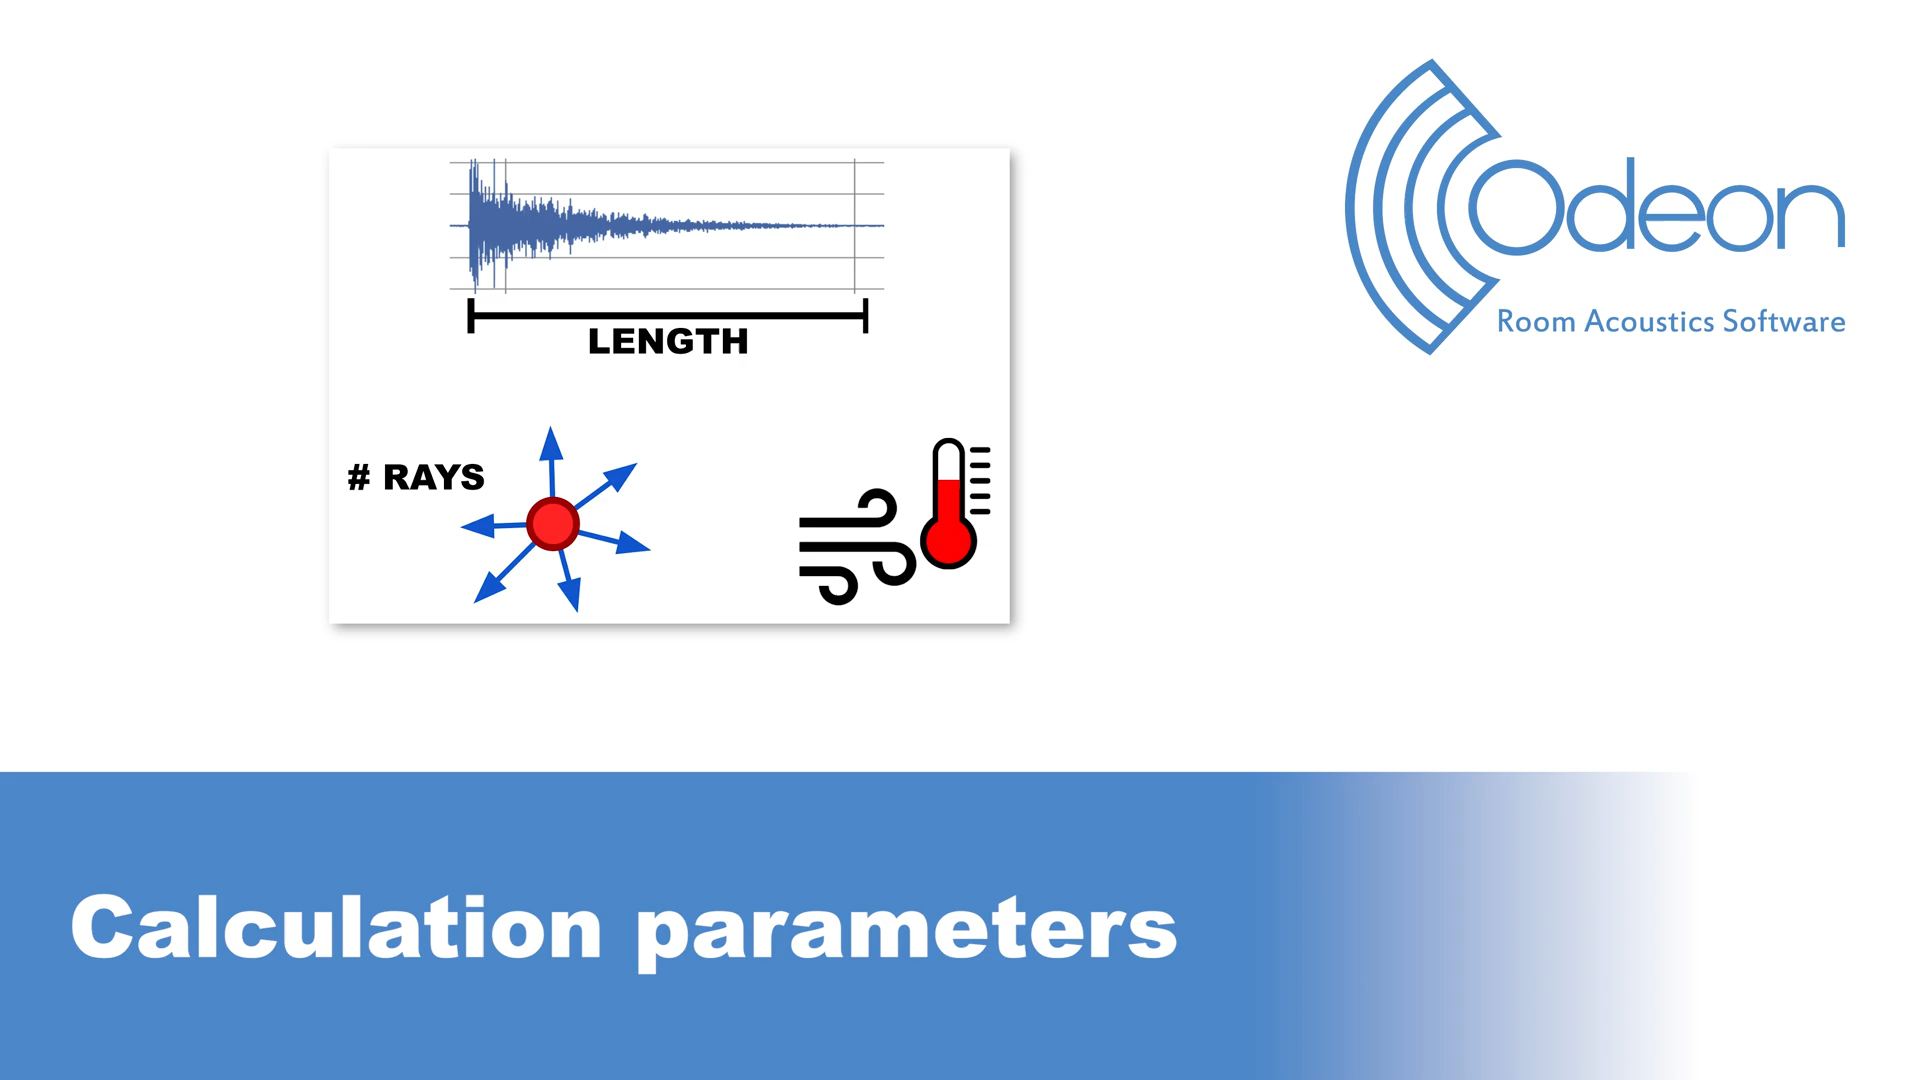 LENGTH
# RAYS
Odeon
Room Acoustics Software
Calculation parameters